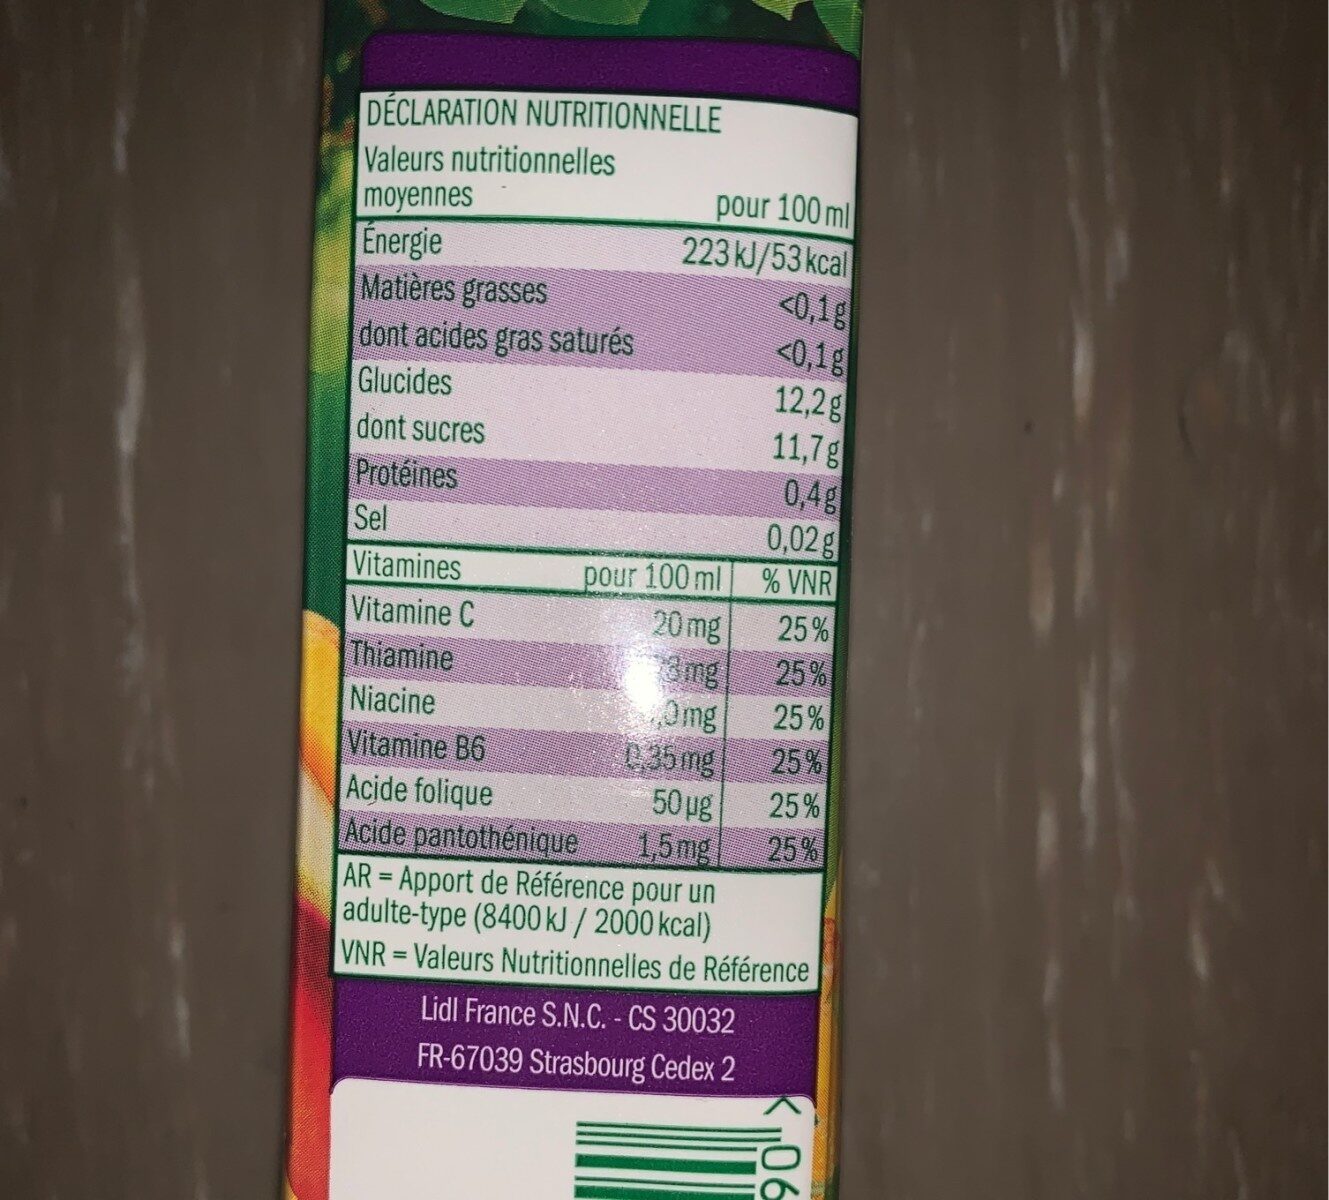 DÉCLARATION NUTRITIONNELLE
Valeurs nutritionnelles
moyennes pour 100 ml
Énergie 223 kJ/53 kcal
Matières grasses <0,1 g
dont acides gras saturés <0,1 g
Glucides 12,2 g
dont sucres 11,7 g
Protéines 0,4 g
Sel 0,02 g
Vitamines pour 100 ml % VNR
Vitamine C 20 mg 25 %
Thiamine mg 25 %
Niacine mg 25 %
Vitamine B6 0,35 mg 25 %
Acide folique 50 µg 25 %
Acide pantothénique 1,5 mg 25 %
AR = Apport de Référence pour un
adulte-type (8400 kJ / 2000 kcal)
VNR = Valeurs Nutritionnelles de Référence
Lidl France S.N.C. - CS 30032
FR-67039 Strasbourg Cedex 2